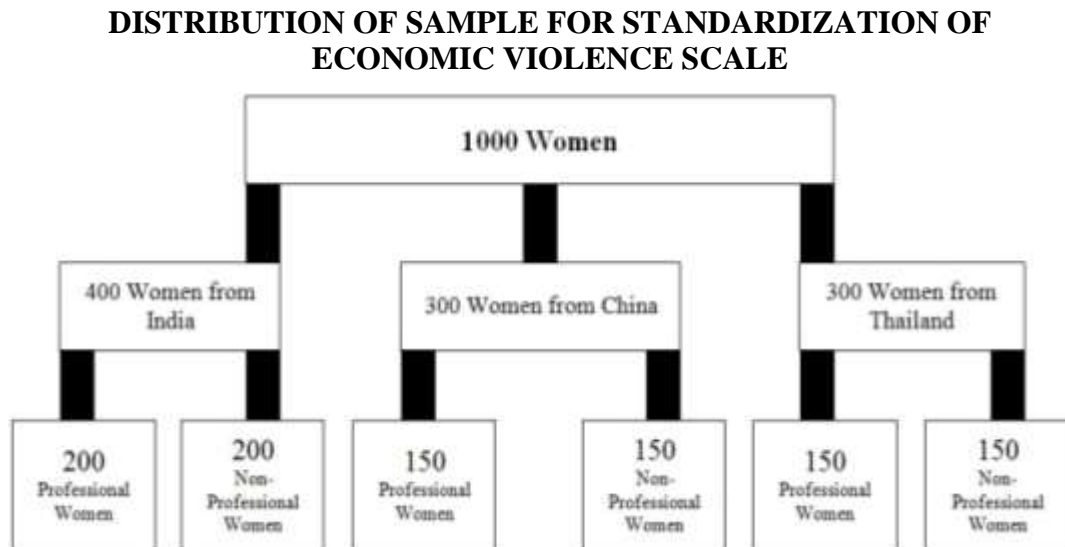 DISTRIBUTION OF SAMPLE FOR STANDARDIZATION OF
ECONOMIC VIOLENCE SCALE
1000 Women
400 Women from
India
300 Women from China
300 Women from
Thailand
200
Professional
Women
200
Non-
Professional
Women
150
Professional
Women
150
Non-
Professional
Women
150
Professional
Women
150
Non-
Professional
Women